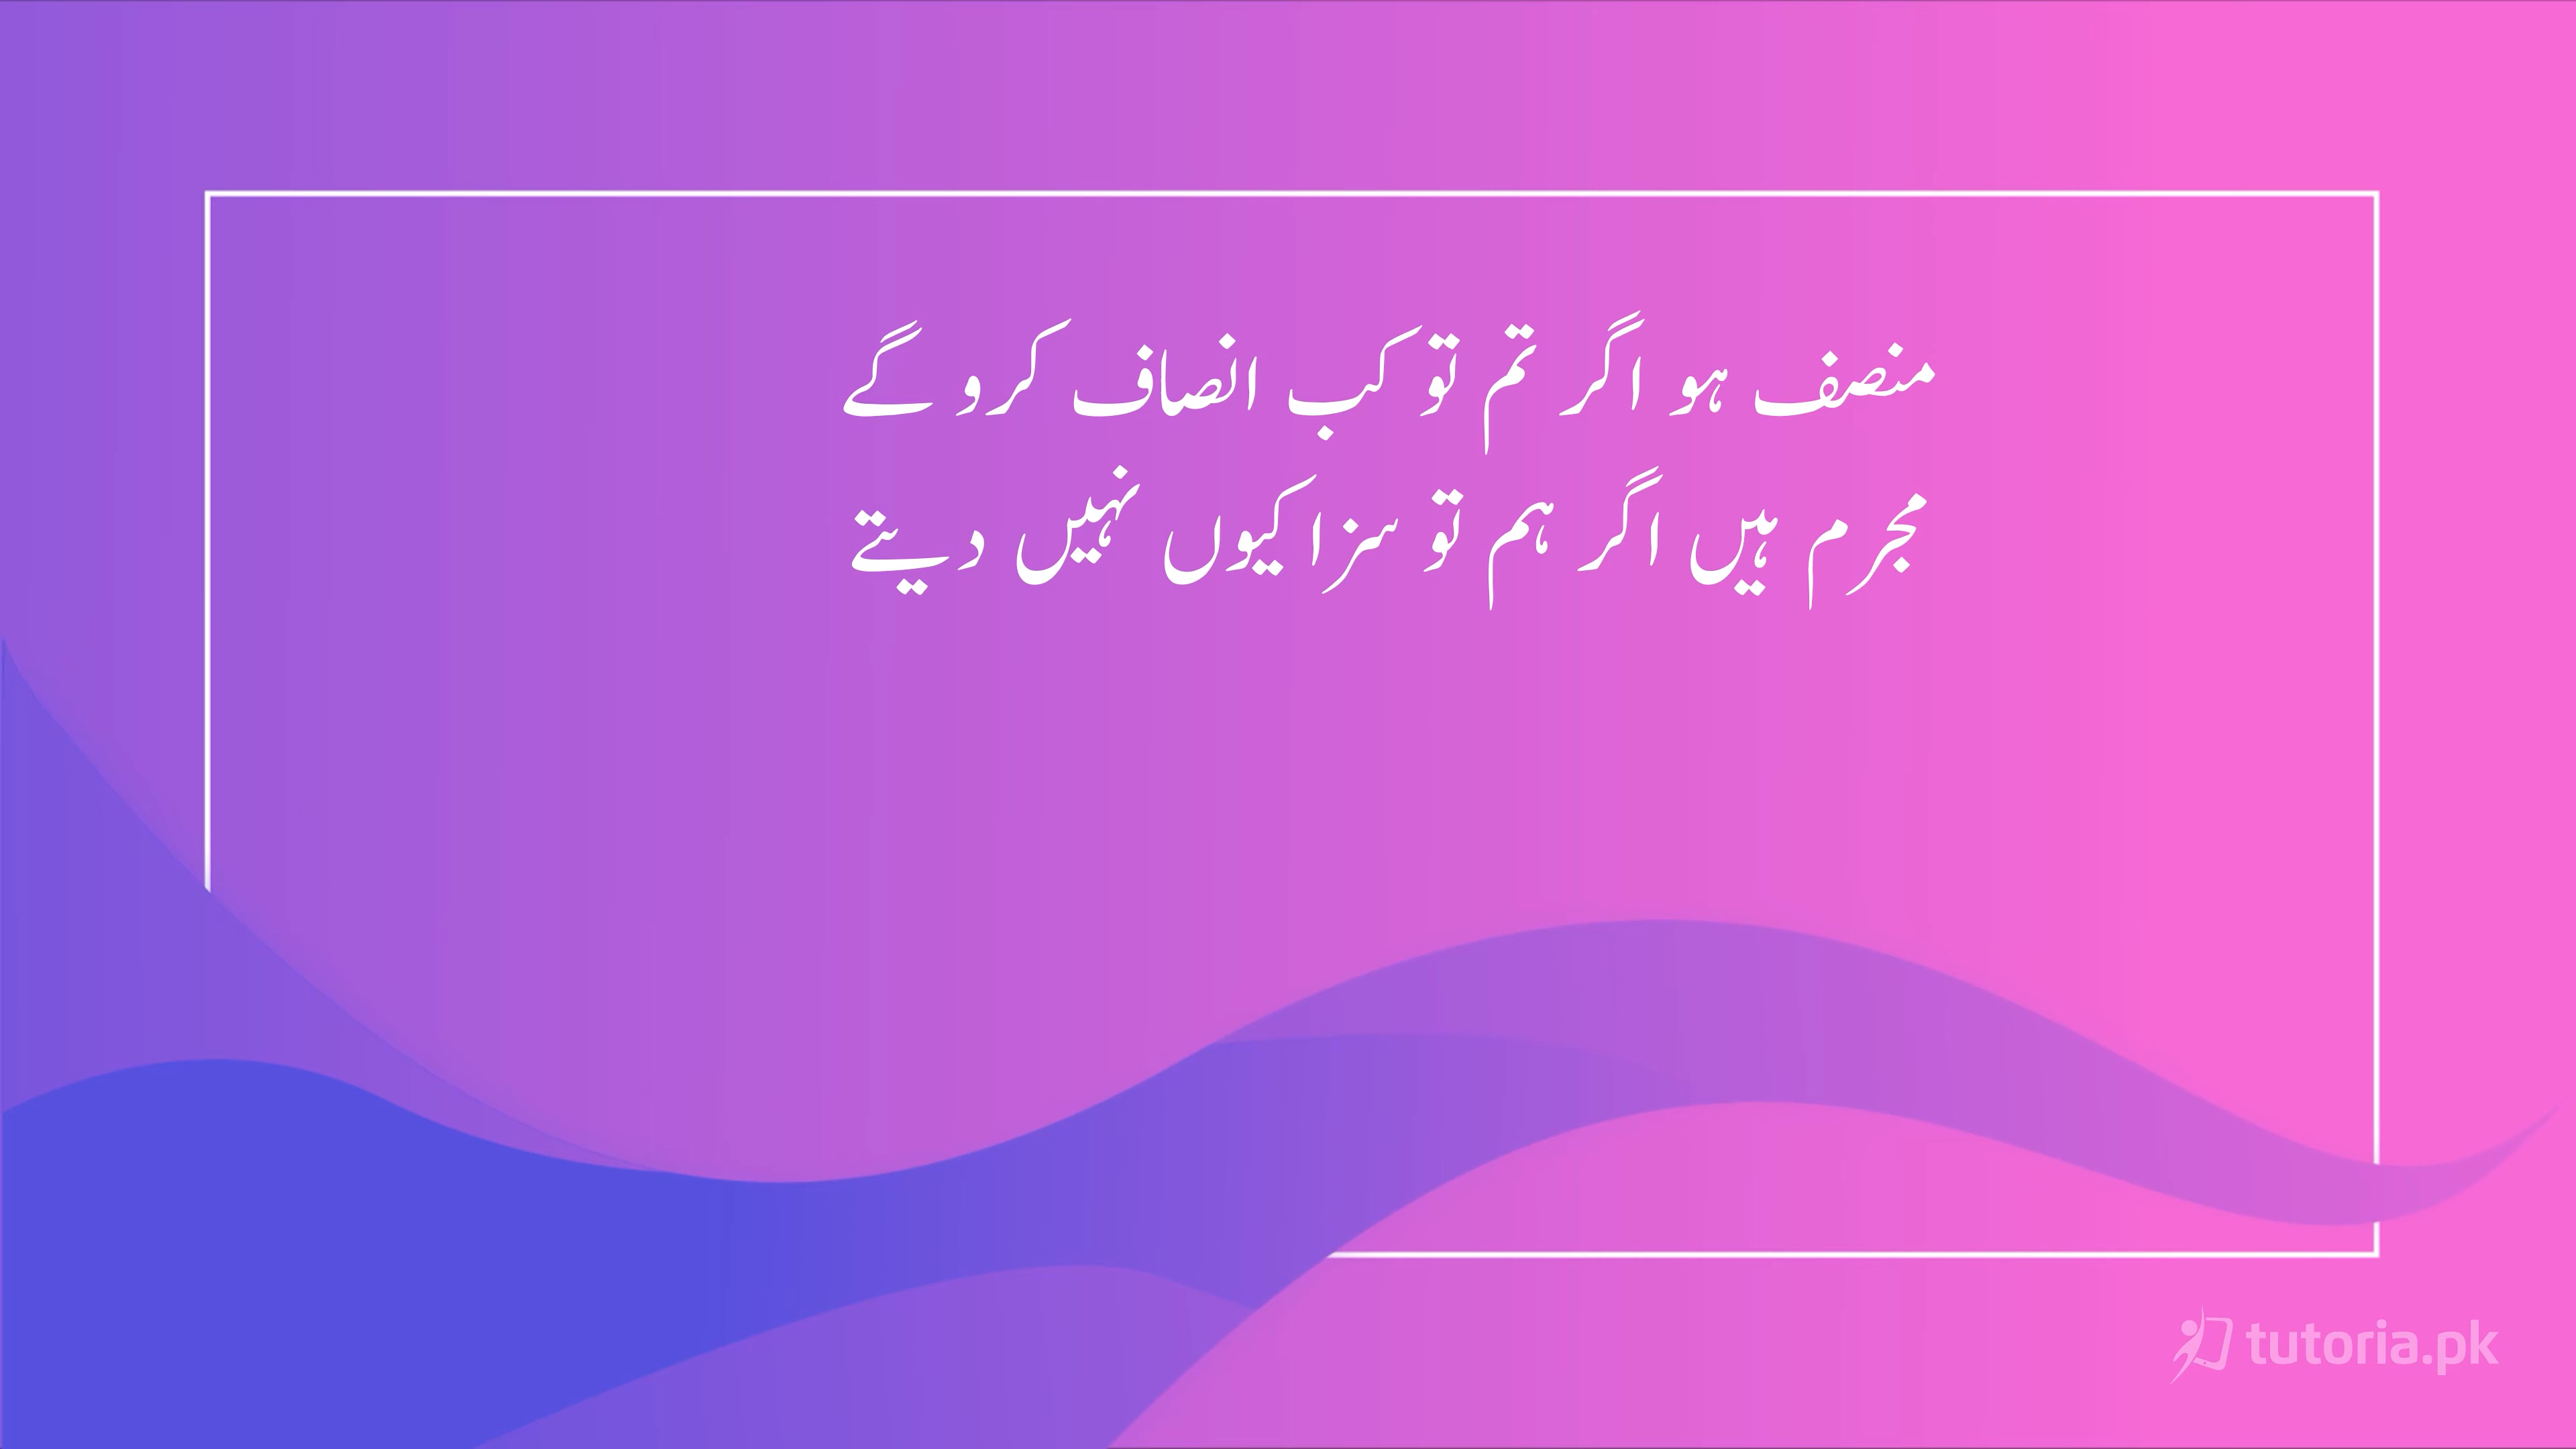 منصف ہو اگر تم تو کب انصاف کرو گے
مجرم ہیں اگر ہم تو سزا کیوں نہیں دیتے
tutoria.pk